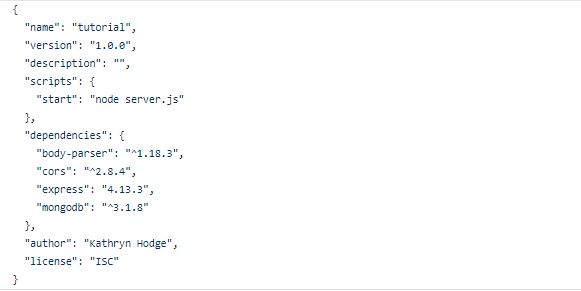 {
"name": "tutorial",
"version": "1.0.0",
"description": "",
"scripts": {
"start": "node server.js"
},
"dependencies": {
"body-parser": "^1.18.3",
"cors": "^2.8.4",
"express": "4.13.3",
"mongodb": "^3.1.8"
},
"author": "Kathryn Hodge",
"license": "ISC"
}